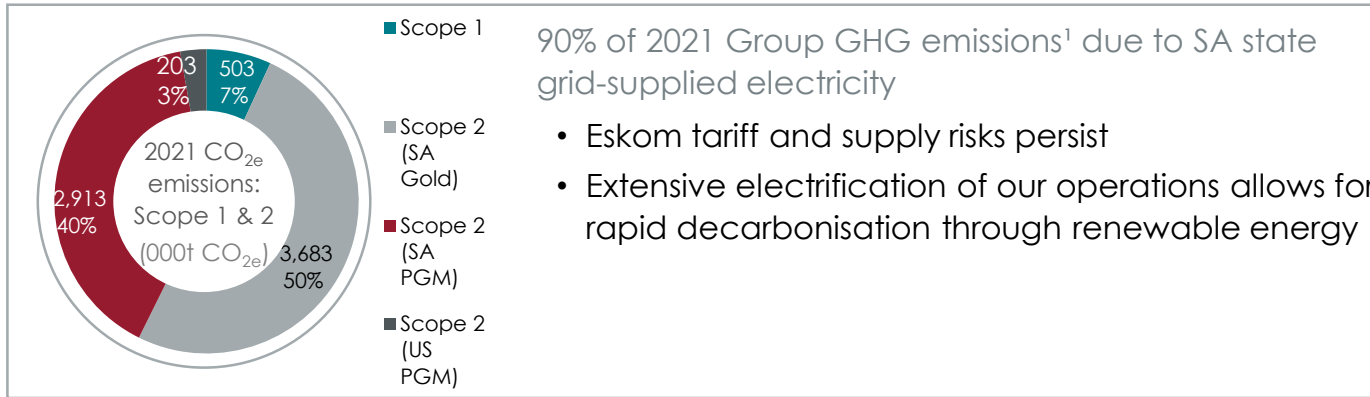 203
3%
503
7%
2021 CO2e
emissions:
Scope 1 & 2
(000t CO2e)
2,913
40%
3,683
50%
Scope 1
Scope 2
(SA
Gold)
Scope 2
(SA
PGM)
Scope 2
(US
PGM)
90% of 2021 Group GHG emissions¹ due to SA state
grid-supplied electricity
• Eskom tariff and supply risks persist
• Extensive electrification of our operations allows for
rapid decarbonisation through renewable energy